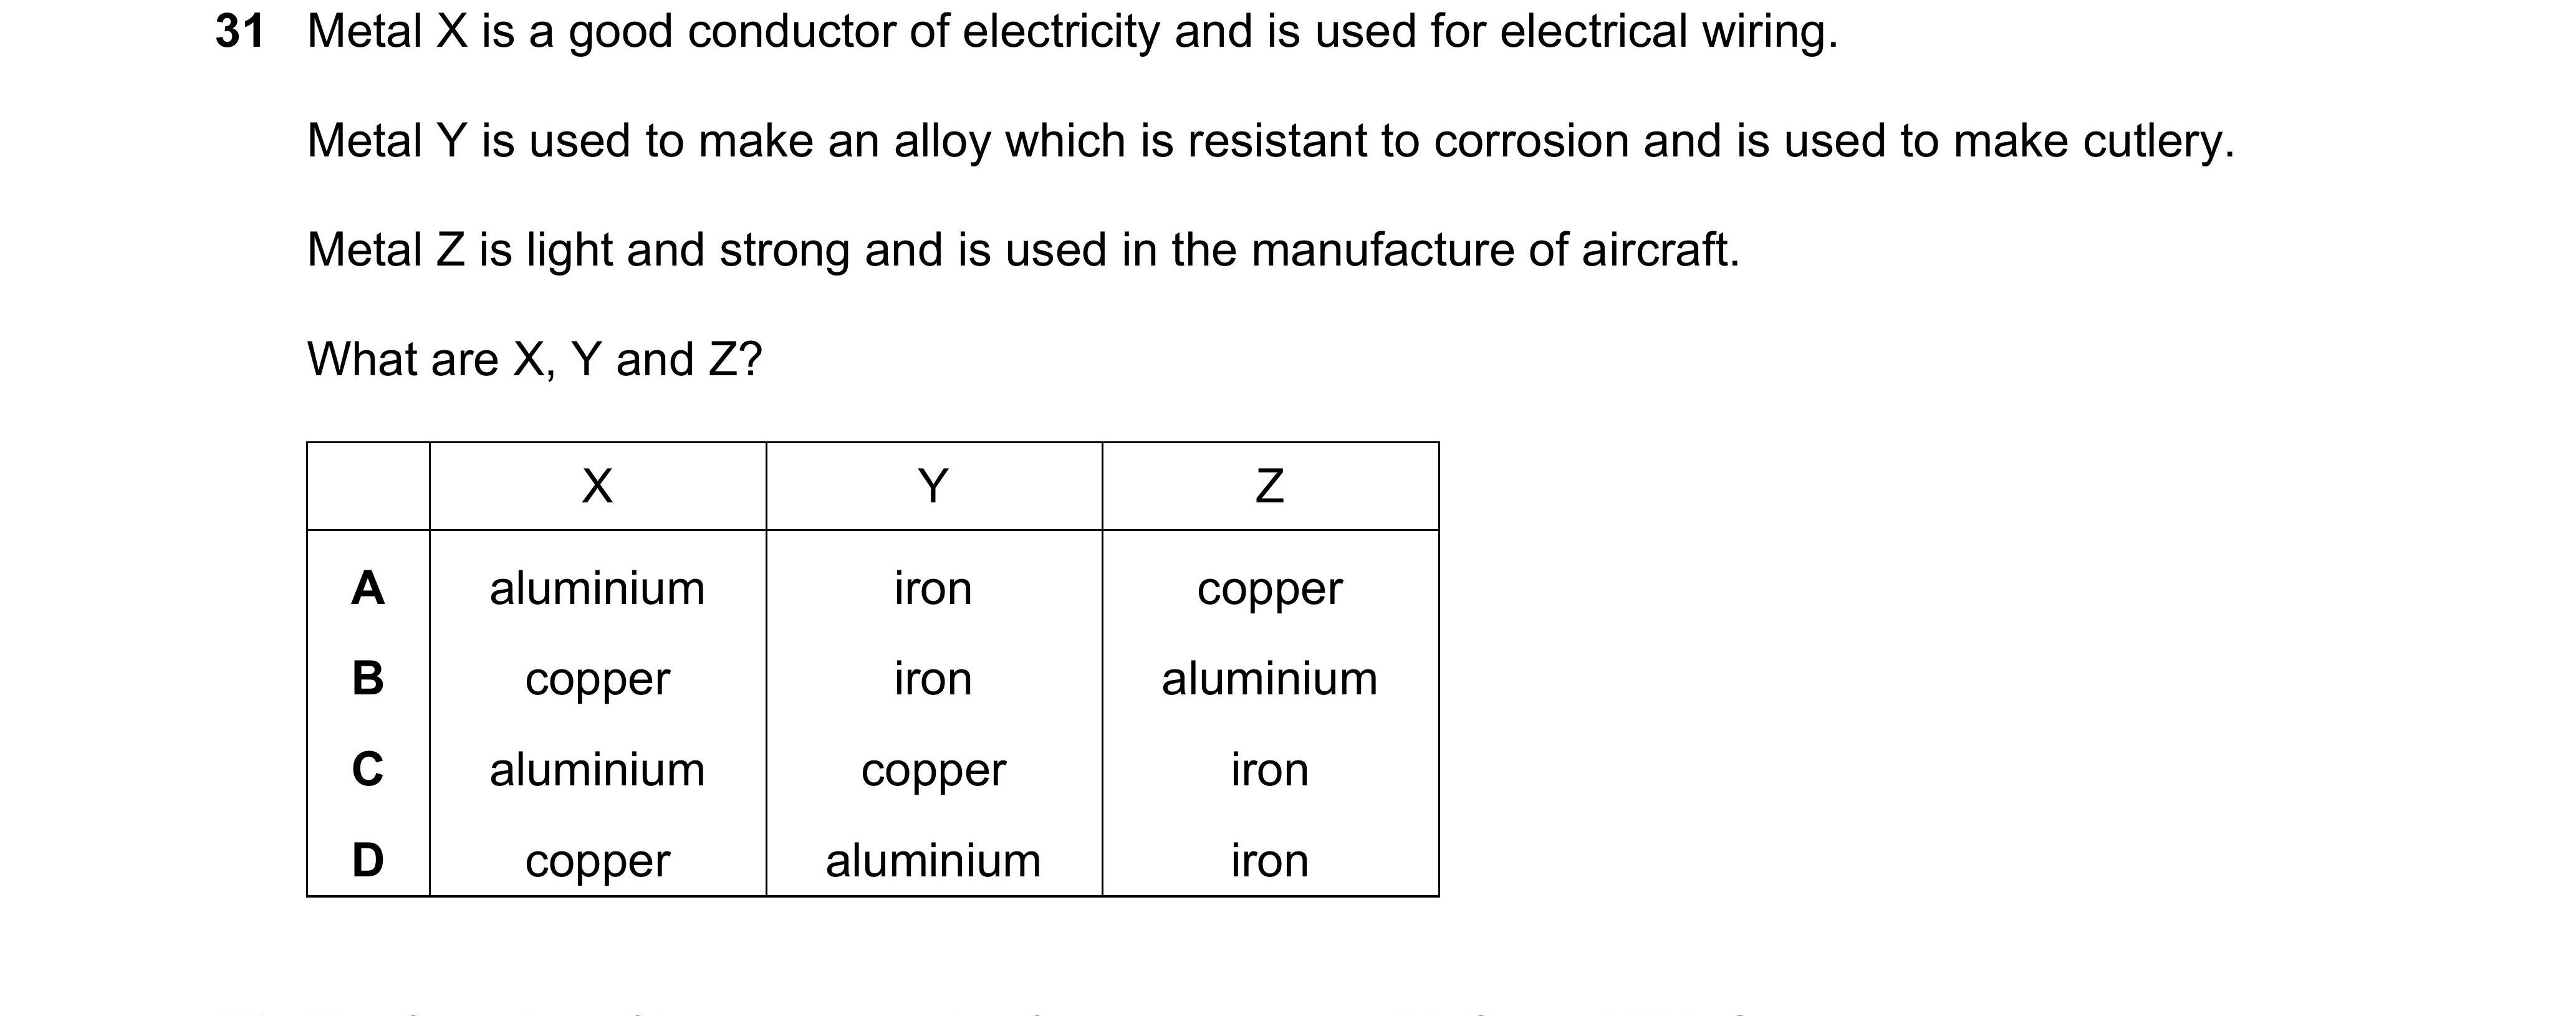 31 Metal X is a good conductor of electricity and is used for electrical wiring.
Metal Y is used to make an alloy which is resistant to corrosion and is used to make cutlery.
Metal Z is light and strong and is used in the manufacture of aircraft.
What are X, Y and Z?
X Y Z
A aluminium iron copper
B copper iron aluminium
C aluminium copper iron
D copper aluminium iron